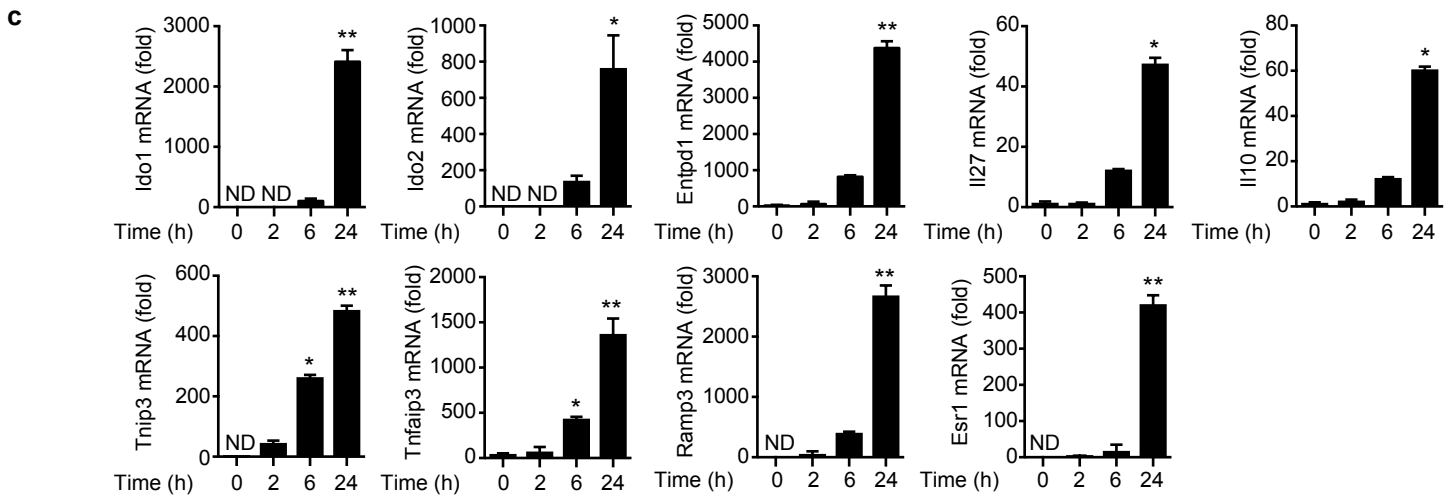 c
Ido1 mRNA (fold)
3000
2000
1000
0
ND ND
**
Time (h) 0 2 6 24
Ido2 mRNA (fold)
1000
800
600
400
200
0
ND ND
*
Time (h) 0 2 6 24
Entpd1 mRNA (fold)
5000
4000
3000
2000
1000
0
**
Time (h) 0 2 6 24
Il27 mRNA (fold)
60
40
20
0
*
Time (h) 0 2 6 24
Il10 mRNA (fold)
80
60
40
20
0
*
Time (h) 0 2 6 24
Tnip3 mRNA (fold)
600
400
200
0
ND
*
**
Time (h) 0 2 6 24
Tnfaip3 mRNA (fold)
2000
1500
1000
500
0
*
**
Time (h) 0 2 6 24
Ramp3 mRNA (fold)
3000
2000
1000
0
ND
**
Time (h) 0 2 6 24
Esr1 mRNA (fold)
500
400
300
200
100
0
ND
**
Time (h) 0 2 6 24